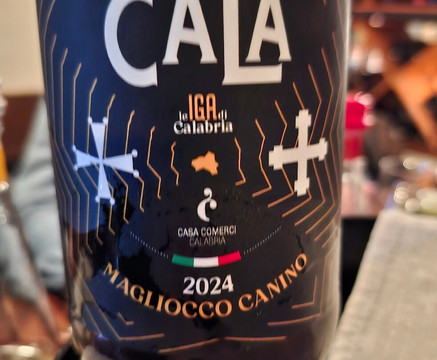 CALA
le IGA di
Calabria
CASA COMERCI
CALABRIA
2024
MAGLIOCCO CANINO